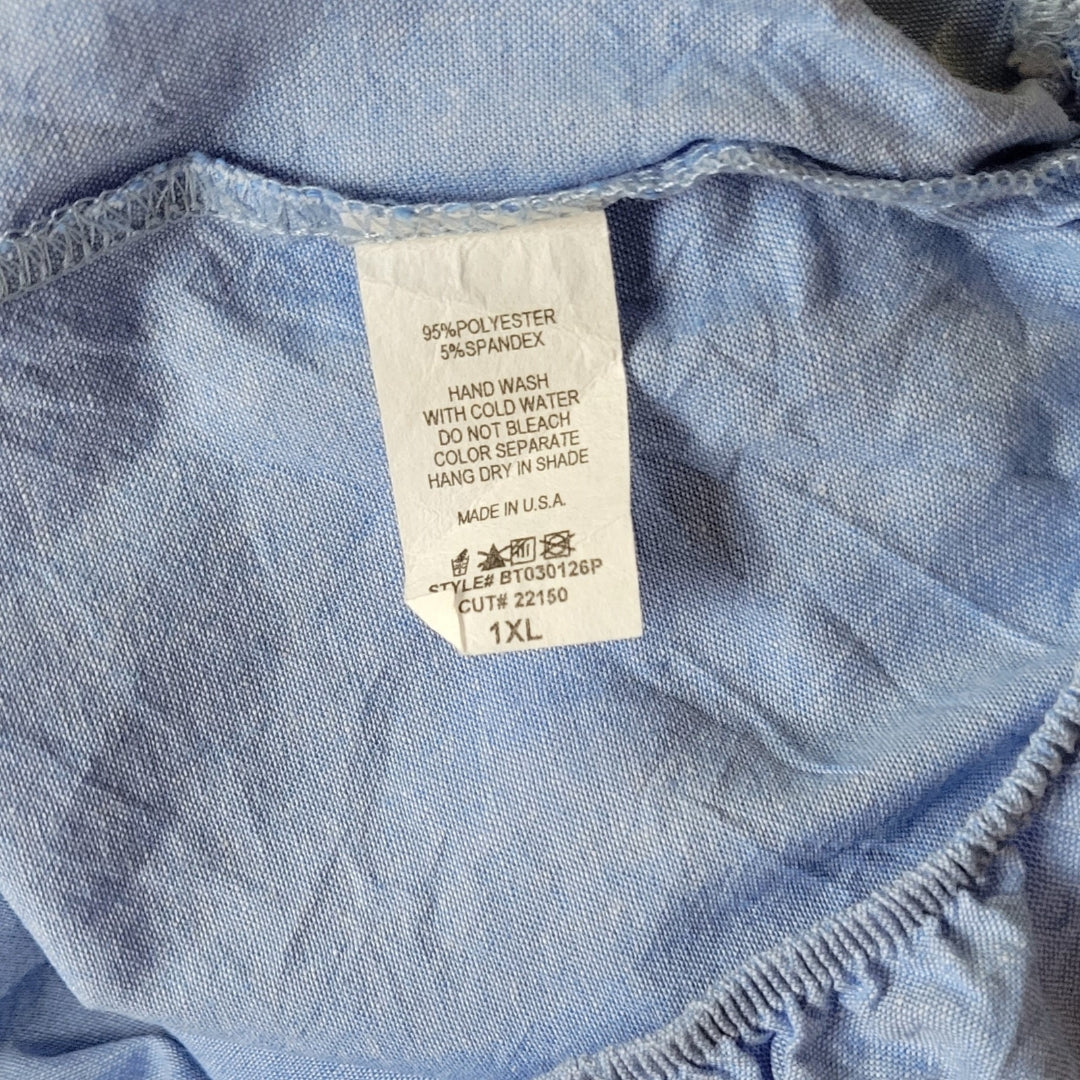 95%POLYESTER
5%SPANDEX
HAND WASH
WITH COLD WATER
DO NOT BLEACH
COLOR SEPARATE
HANG DRY IN SHADE
MADE IN U.S.A.
STYLE# BT030126P
CUT# 22150
1XL